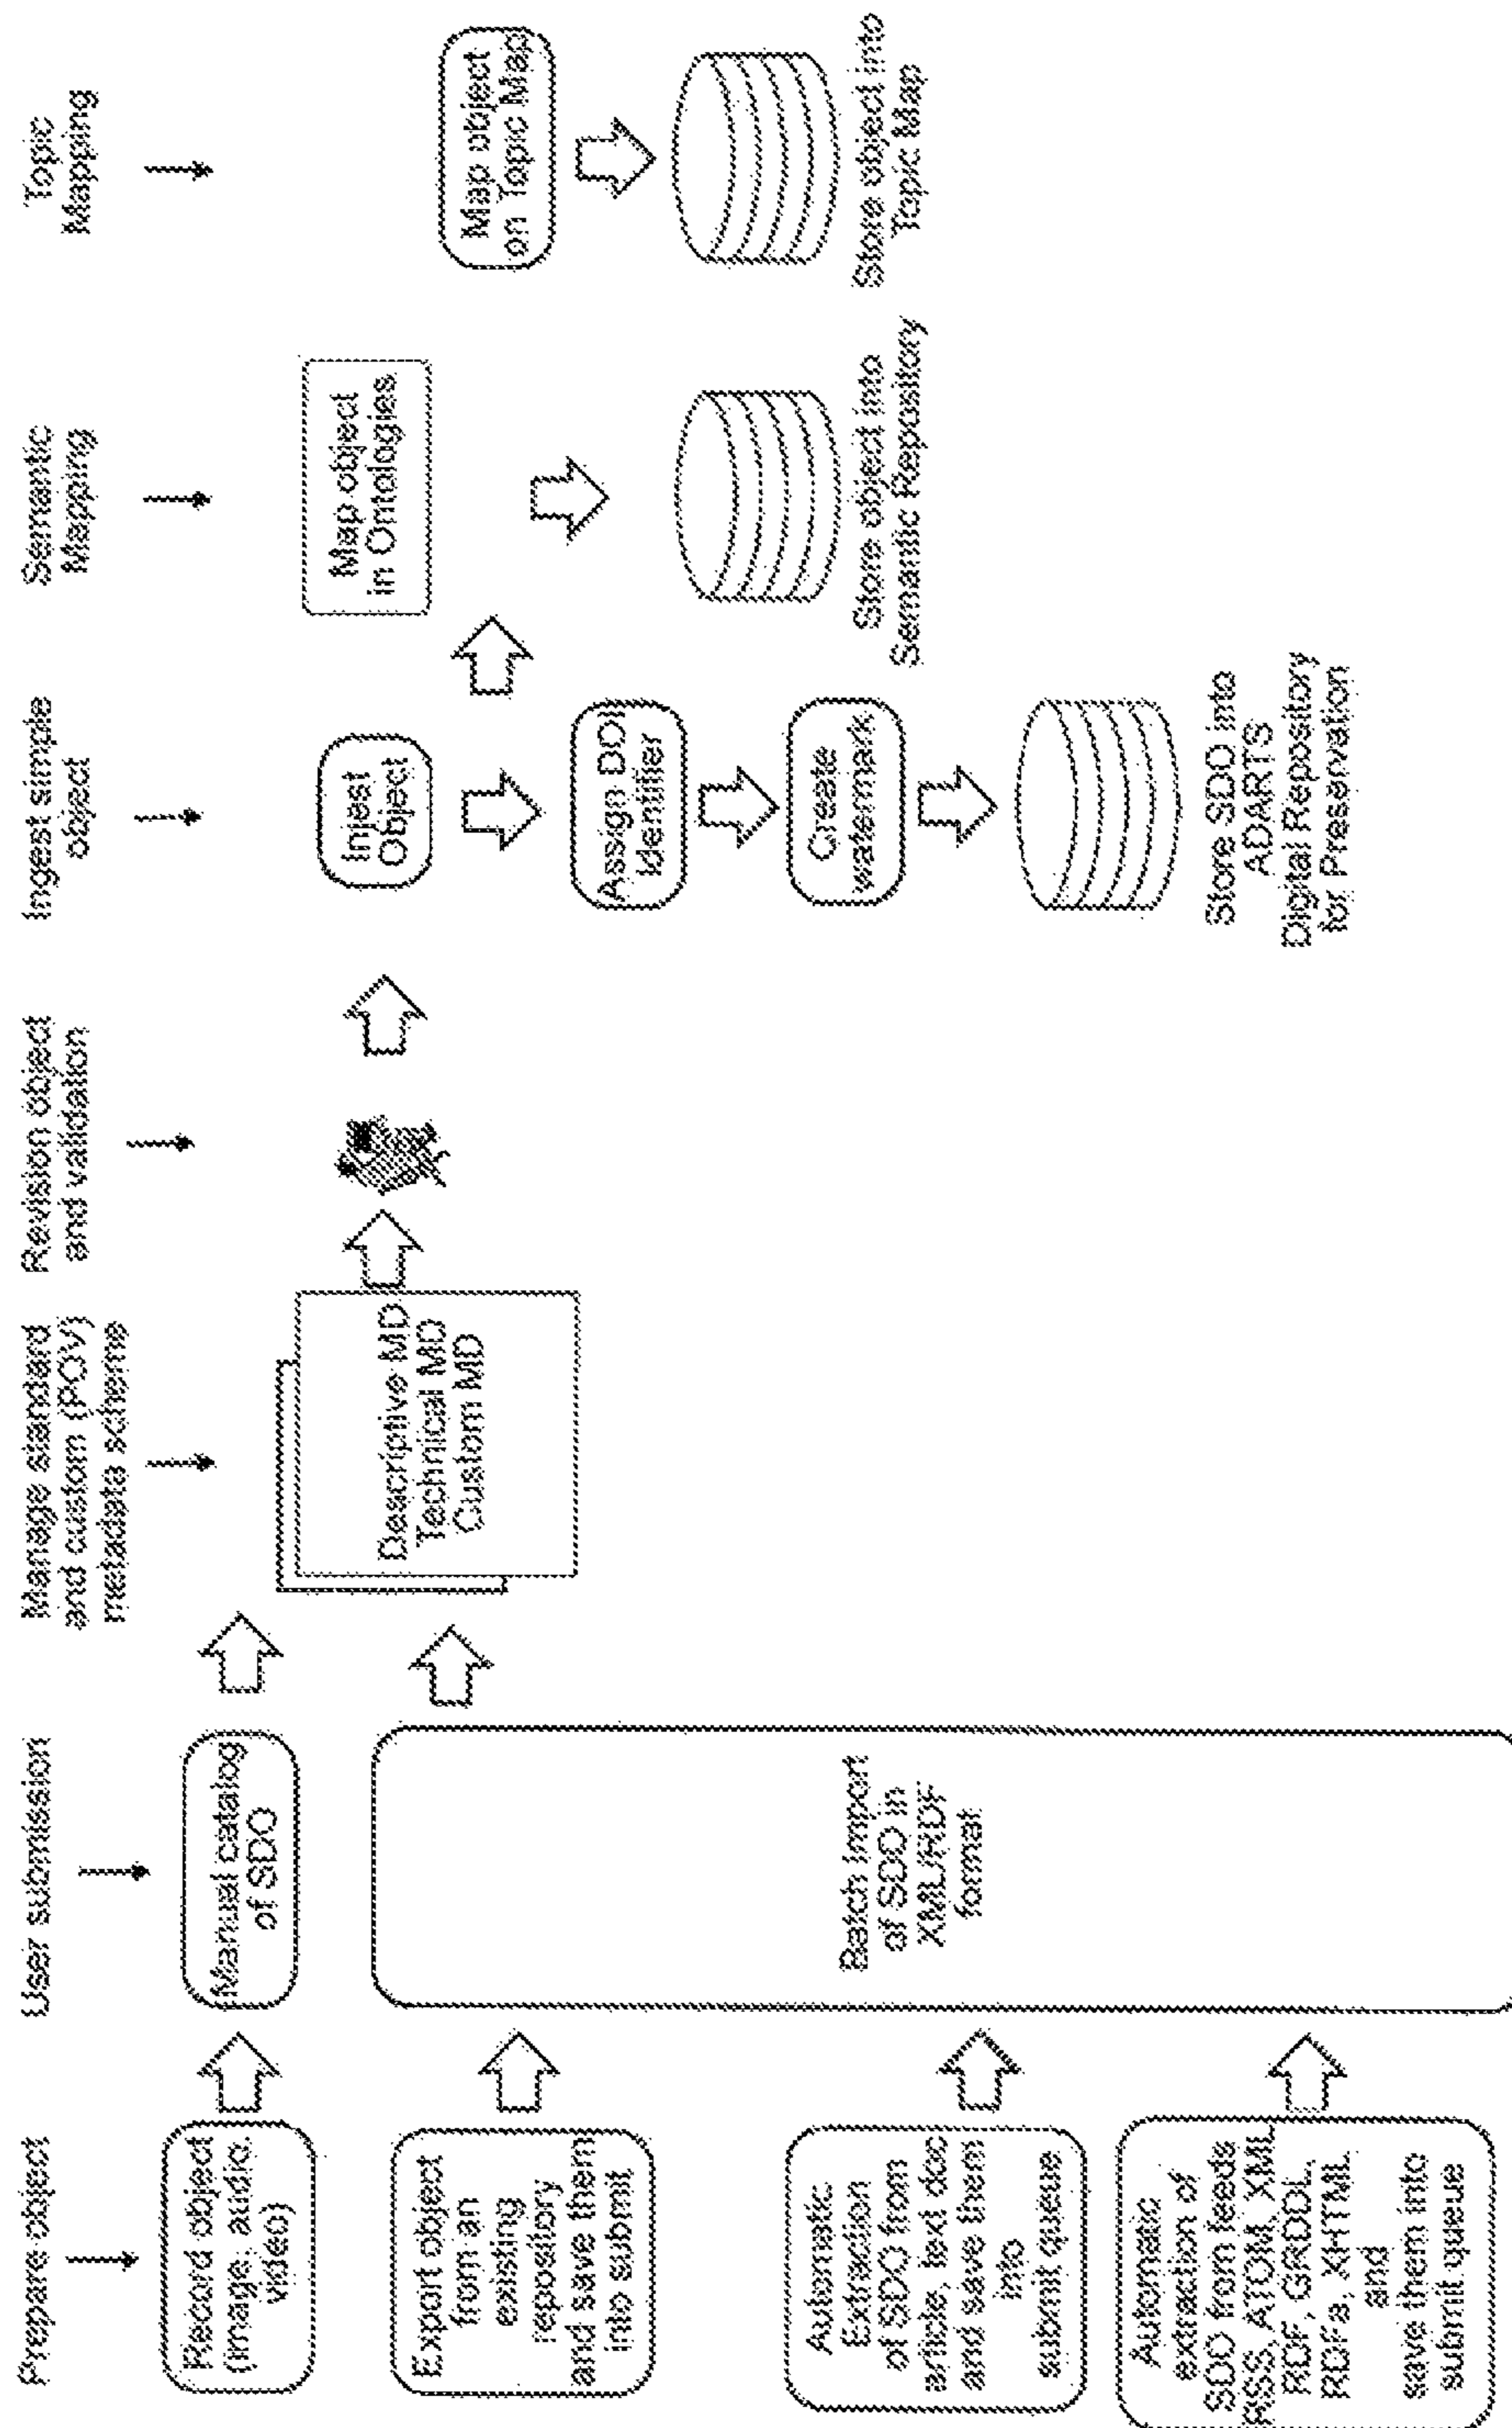 Prepare object
User submission
Manage standard
and custom (POV)
metadata scheme
Revision object
and validation
Ingest simple
object
Semantic
Mapping
Topic
Mapping
Record object
(image, audio,
video)
Manual catalog
of SDO
Export object
from an
existing
repository
and save them
into submit
Automatic
Extraction
of SDO from
article, text doc
and save them
into
submit queue
Automatic
extraction of
SDO from feeds
RSS, ATOM, XML
RDF, GRDDL,
RDFa, XHTML
and
save them into
submit queue
Batch Import
of SDO in
XML/RDF
format
Descriptive MD
Technical MD
Custom MD
Injest
Object
Assign DOI
Identifier
Create
watermark
Store SDO into
ADARTS
Digital Repository
for Preservation
Map object
in Ontologies
Store object into
Semantic Repository
Map object
on Topic Map
Store object into
Topic Map